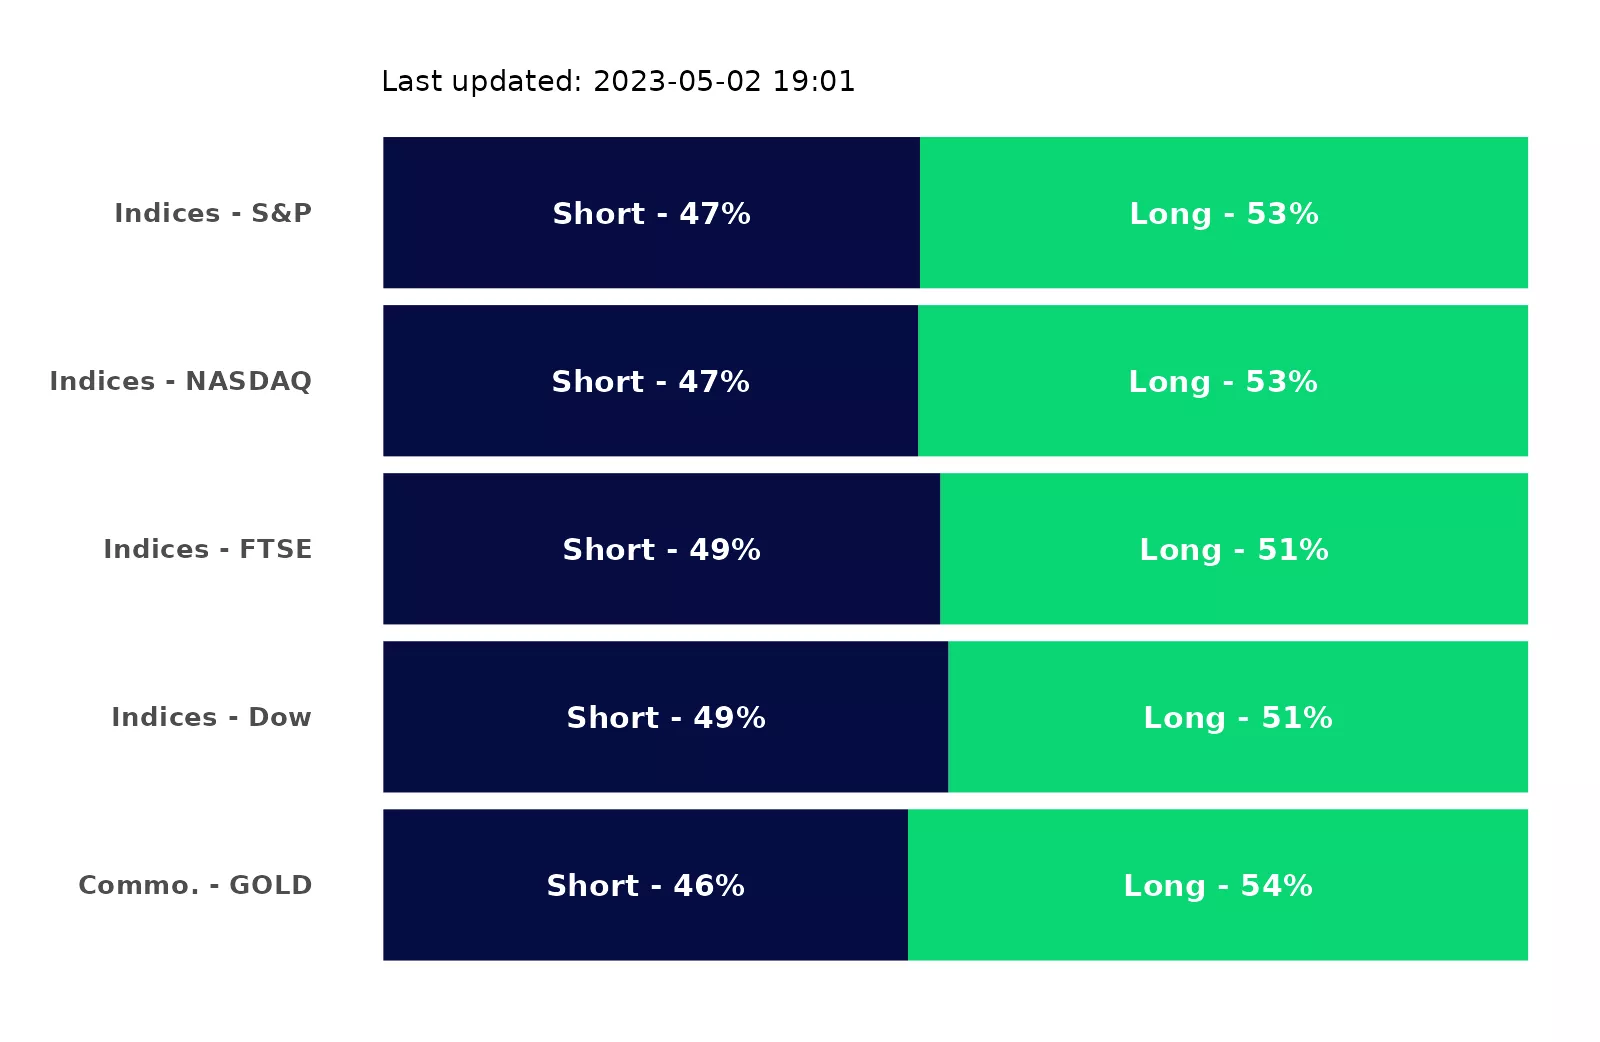 Last updated: 2023-05-02 19:01
Indices - S&P Short - 47% Long - 53%
Indices - NASDAQ Short - 47% Long - 53%
Indices - FTSE Short - 49% Long - 51%
Indices - Dow Short - 49% Long - 51%
Commo. - GOLD Short - 46% Long - 54%